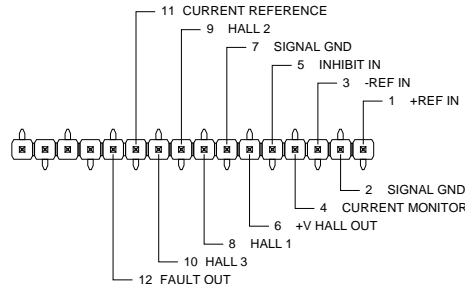 11 CURRENT REFERENCE
9 HALL 2
7 SIGNAL GND
5 INHIBIT IN
3 -REF IN
1 +REF IN
2 SIGNAL GND
4 CURRENT MONITOR
6 +V HALL OUT
8 HALL 1
10 HALL 3
12 FAULT OUT